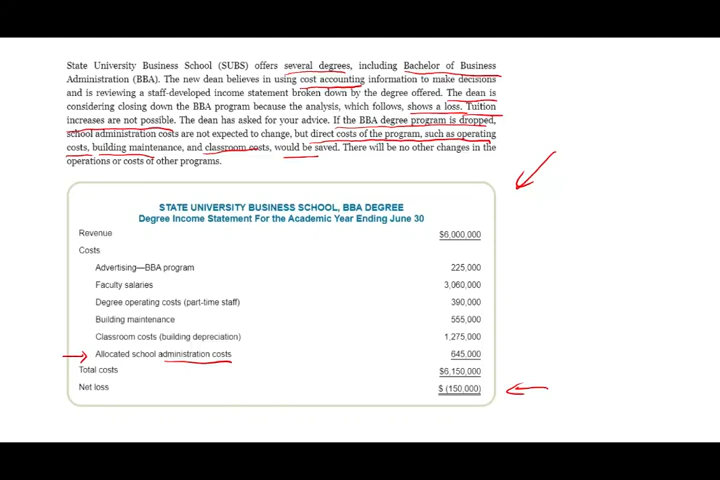 State University Business School (SUBS) offers several degrees, including Bachelor of Business
Administration (BBA). The new dean believes in using cost accounting information to make decisions
and is reviewing a staff-developed income statement broken down by the degree offered. The dean is
considering closing down the BBA program because the analysis, which follows, shows a loss. Tuition
increases are not possible. The dean has asked for your advice. If the BBA degree program is dropped,
school administration costs are not expected to change, but direct costs of the program, such as operating
costs, building maintenance, and classroom costs, would be saved. There will be no other changes in the
operations or costs of other programs.
STATE UNIVERSITY BUSINESS SCHOOL, BBA DEGREE
Degree Income Statement For the Academic Year Ending June 30
Revenue $6,000,000
Costs
Advertising—BBA program 225,000
Faculty salaries 3,060,000
Degree operating costs (part-time staff) 390,000
Building maintenance 555,000
Classroom costs (building depreciation) 1,275,000
Allocated school administration costs 645,000
Total costs $6,150,000
Net loss $ (150,000)